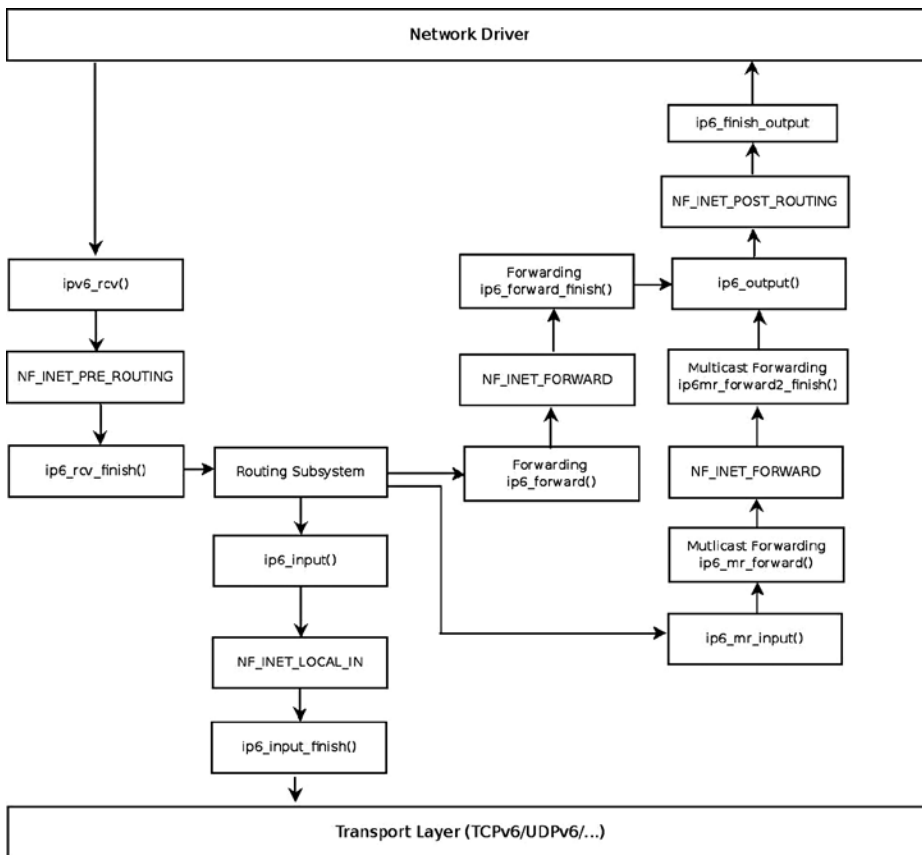 Network Driver
ip6_finish_output
NF_INET_POST_ROUTING
ipv6_rcv()
Forwarding
ip6_forward_finish()
ip6_output()
NF_INET_PRE_ROUTING
NF_INET_FORWARD
Multicast Forwarding
ip6mr_forward2_finish()
ip6_rcv_finish()
Routing Subsystem
Forwarding
ip6_forward()
NF_INET_FORWARD
ip6_input()
Mutlicast Forwarding
ip6_mr_forward()
NF_INET_LOCAL_IN
ip6_mr_input()
ip6_input_finish()
Transport Layer (TCPv6/UDPv6/...)